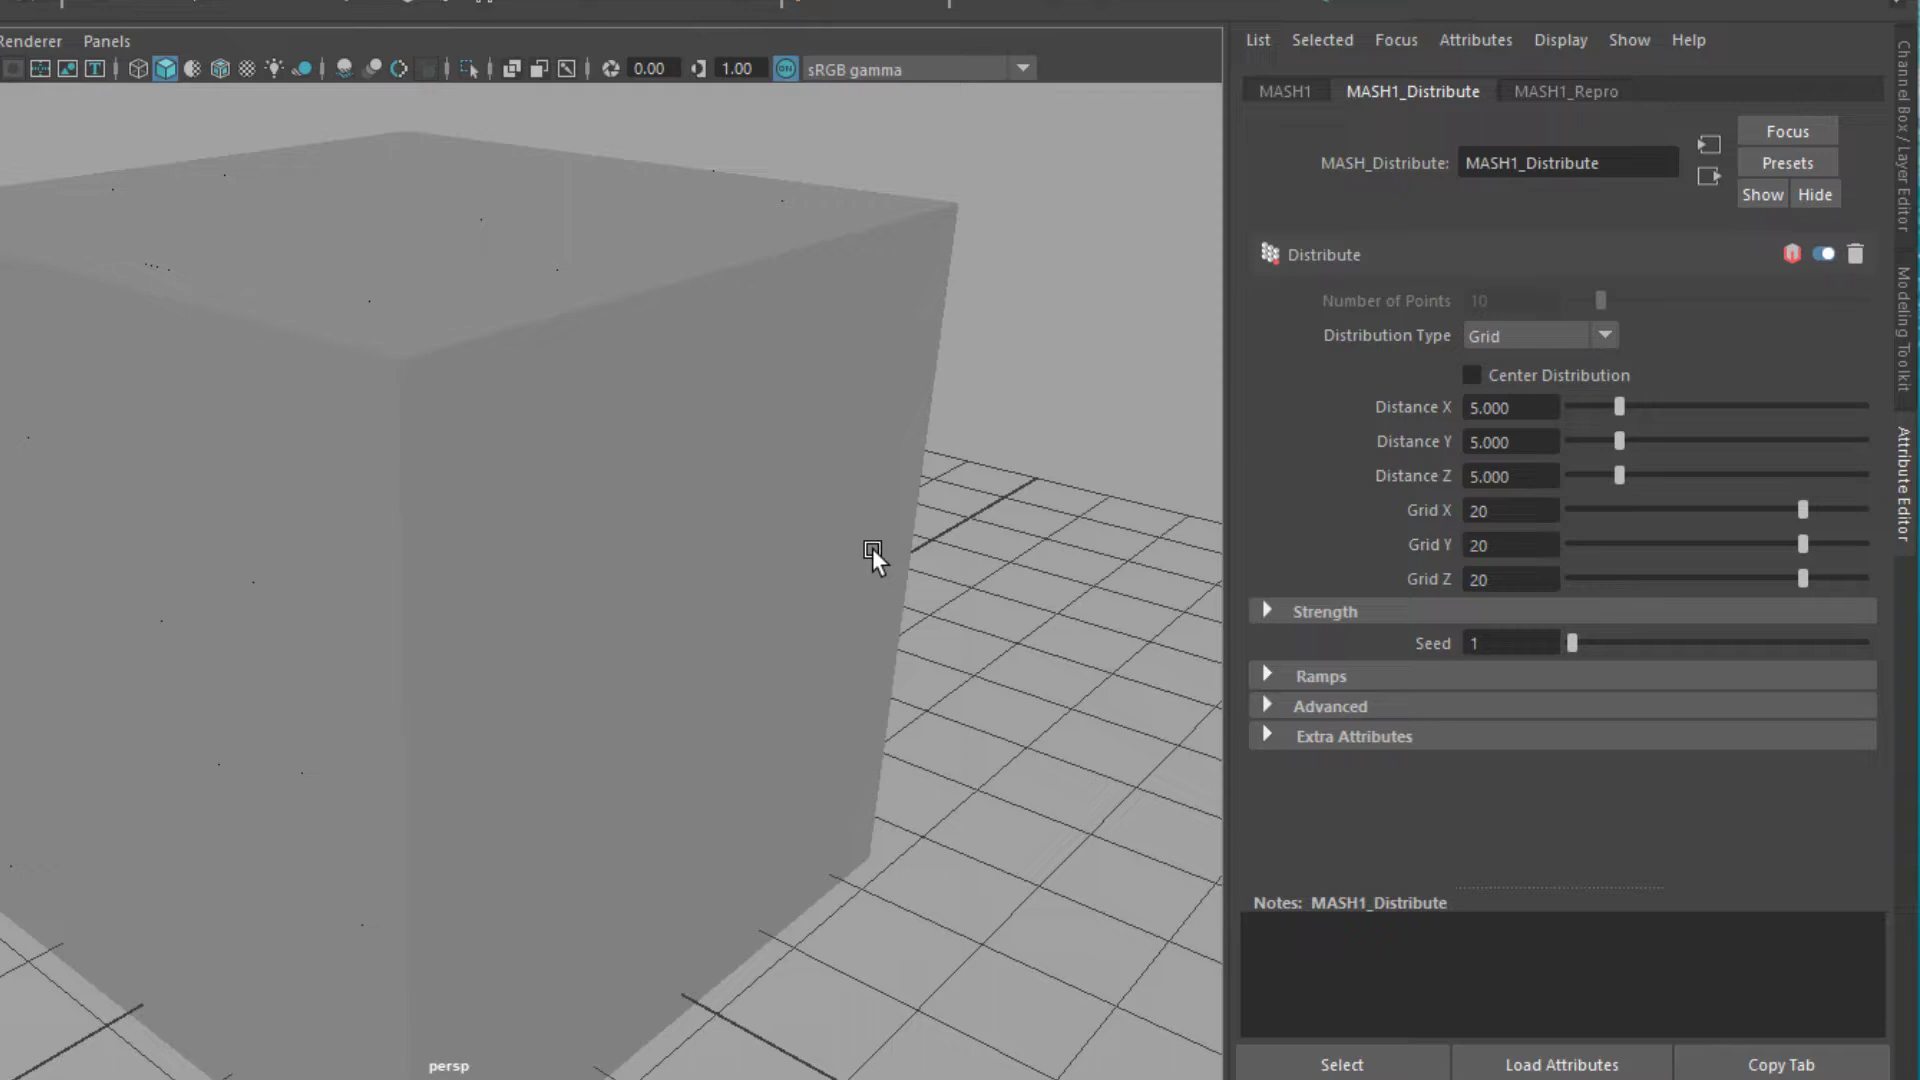 Renderer Panels
0.00 1.00 ON sRGB gamma
List Selected Focus Attributes Display Show Help
MASH1 MASH1_Distribute MASH1_Repro
MASH_Distribute: MASH1_Distribute
Focus
Presets
Show Hide
Distribute
Number of Points 10
Distribution Type Grid
Center Distribution
Distance X 5.000
Distance Y 5.000
Distance Z 5.000
Grid X 20
Grid Y 20
Grid Z 20
Strength
Seed 1
Ramps
Advanced
Extra Attributes
Notes: MASH1_Distribute
Select Load Attributes Copy Tab
persp
Channel Box / Layer Editor
Modeling Toolkit
Attribute Editor